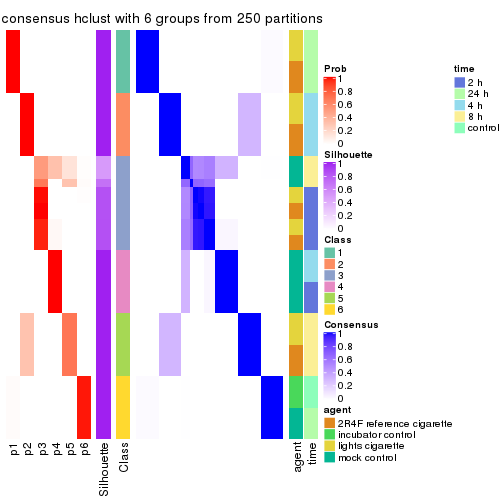 consensus hclust with 6 groups from 250 partitions
Prob
1
0.8
0.6
0.4
0.2
0
Silhouette
1
0.8
0.6
0.4
0.2
0
Class
1
2
3
4
5
6
Consensus
1
0.8
0.6
0.4
0.2
0
agent
2R4F reference cigarette
incubator control
lights cigarette
mock control
time
2 h
24 h
4 h
8 h
control
p1
p2
p3
p4
p5
p6
Silhouette
Class
agent
time